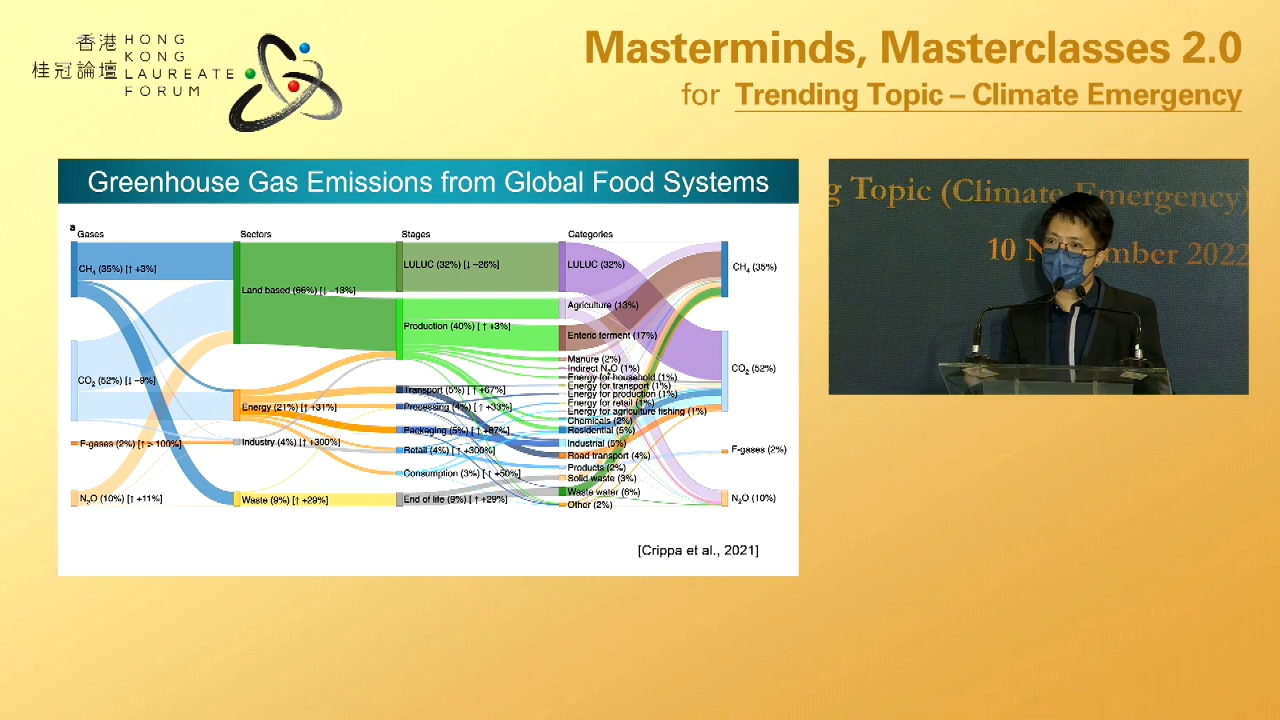 香港
桂冠論壇
HONG
KONG
LAUREATE
FORUM
Masterminds, Masterclasses 2.0
for Trending Topic – Climate Emergency
Greenhouse Gas Emissions from Global Food Systems
a
Gases
Sectors
Stages
Categories
CH₄ (35%) [↑ +3%]
CO₂ (52%) [↓ –9%]
F-gases (2%) [↑ > 100%]
N₂O (10%) [↑ +11%]
Land based (66%) [↓ –13%]
Energy (21%) [↑ +31%]
Industry (4%) [↑ +300%]
Waste (9%) [↑ +29%]
LULUC (32%) [↓ –26%]
Production (40%) [↑ +3%]
Transport (5%) [↑ +67%]
Processing (4%) [↑ +33%]
Packaging (5%) [↑ +67%]
Retail (4%) [↑ +300%]
Consumption (3%)
End of life (9%) [↑ +29%]
LULUC (32%)
Agriculture (13%)
Enteric ferment (17%)
Manure (2%)
Indirect N₂O (1%)
Energy for household (1%)
Energy for transport (1%)
Energy for production (1%)
Energy for retail (1%)
Energy for agriculture fishing (1%)
Chemicals (2%)
Residential (5%)
Industrial (5%)
Road transport (4%)
Products (2%)
Solid waste (3%)
Waste water (6%)
Other (2%)
CH₄ (35%)
CO₂ (52%)
F-gases (2%)
N₂O (10%)
[Crippa et al., 2021]
g Topic (Climate Emergency)
10 N mber 2022